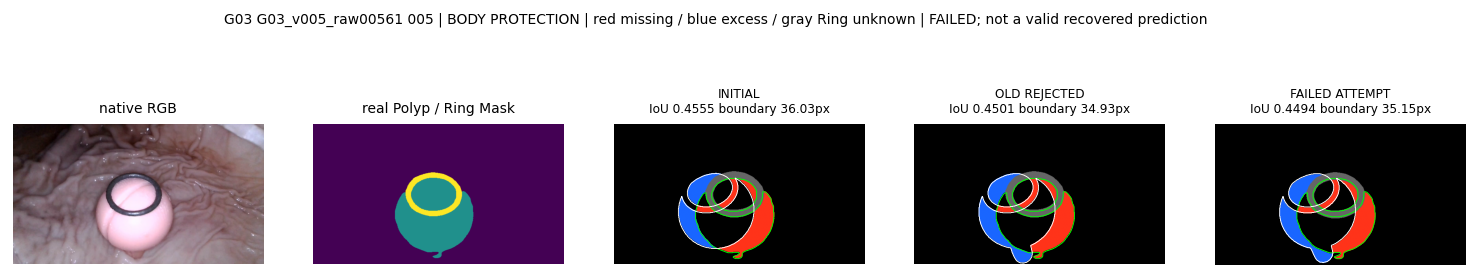 G03 G03_v005_raw00561 005 | BODY PROTECTION | red missing / blue excess / gray Ring unknown | FAILED; not a valid recovered prediction
native RGB
real Polyp / Ring Mask
INITIAL
IoU 0.4555 boundary 36.03px
OLD REJECTED
IoU 0.4501 boundary 34.93px
FAILED ATTEMPT
IoU 0.4494 boundary 35.15px